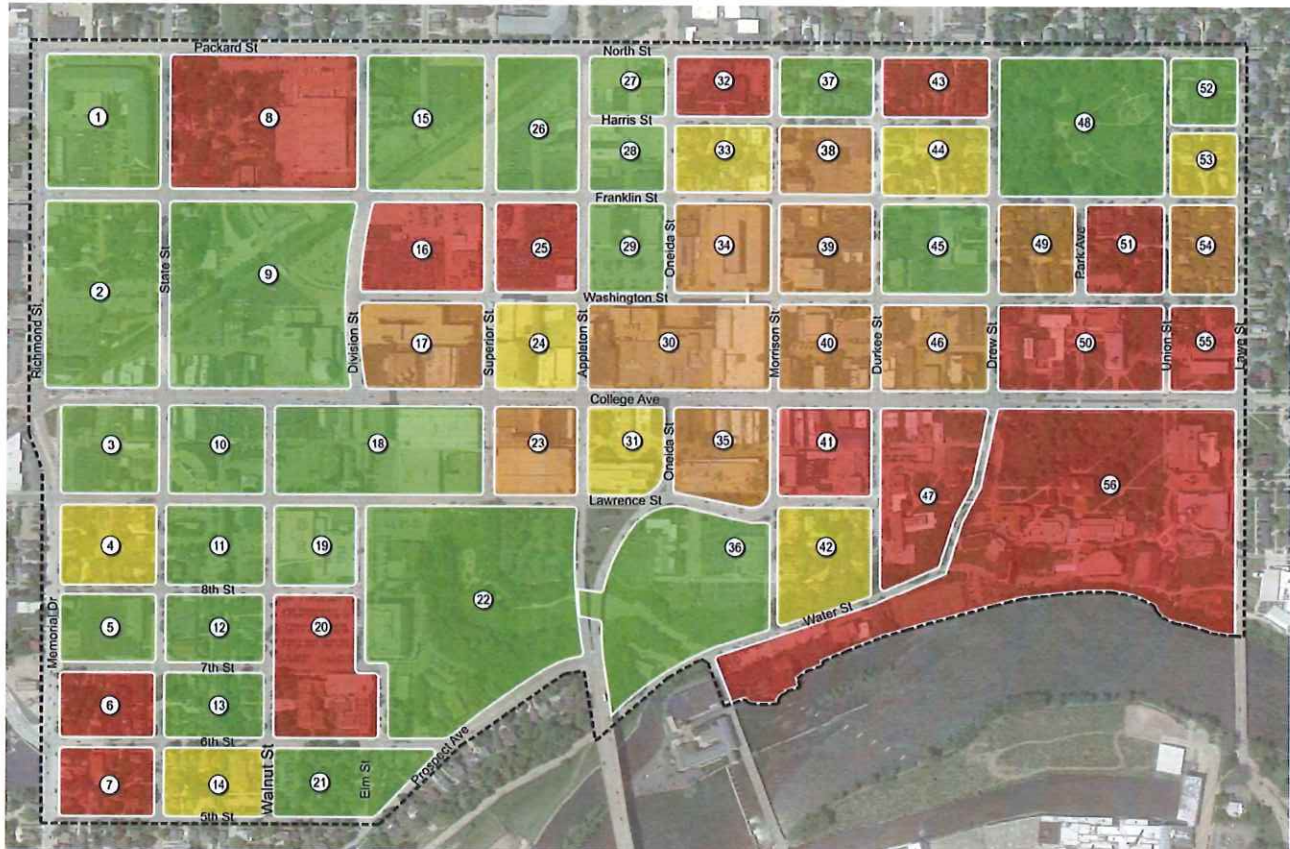 Packard St
North St
1
8
15
26
27
32
37
43
48
52
Harris St
28
33
38
44
53
Franklin St
2
State St
9
16
25
29
Oneida St
34
39
45
49
Park Ave
51
54
Washington St
Richmond St
Division St
17
Superior St
24
Appleton St
30
Morrison St
40
Durkee St
46
Drew St
50
Union St
55
Lawe St
College Ave
3
10
18
23
31
Oneida St
35
41
47
56
Lawrence St
4
11
19
22
36
42
8th St
Memorial Dr
5
12
20
Water St
7th St
6
13
6th St
7
14
Walnut St
21
Elm St
Prospect Ave
5th St